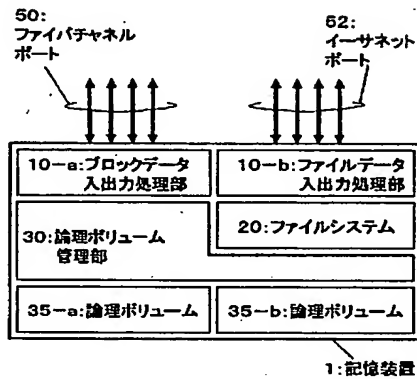 50:
ファイバチャネル
ポート
52:
イーサネット
ポート
10-a:ブロックデータ
入出力処理部
10-b:ファイルデータ
入出力処理部
30:論理ボリューム
管理部
20:ファイルシステム
35-a:論理ボリューム
35-b:論理ボリューム
1:記憶装置